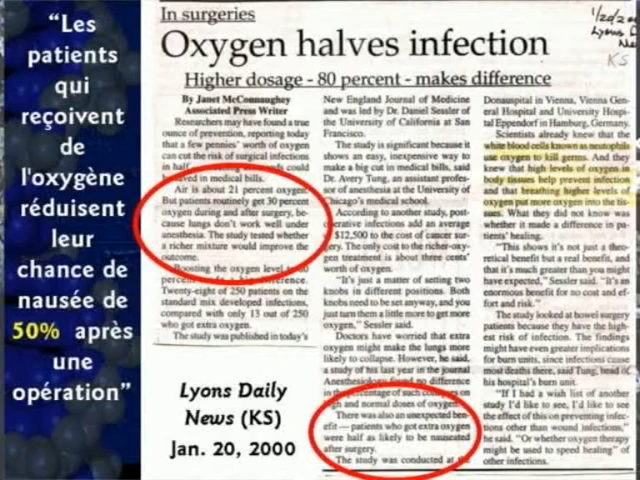 “Les
patients
qui
reçoivent
de
l'oxygène
réduisent
leur
chance de
nausée de
50% après
une
opération”
In surgeries
Oxygen halves infection
Higher dosage - 80 percent - makes difference
By Janet McConnaughey
Associated Press Writer
Researchers may have found a true
ounce of prevention, reporting today
that a few pennies' worth of oxygen
can cut the risk of surgical infections
in half
in medical bills.
Air is about 21 percent oxygen.
But patients routinely get 30 percent
oxygen during and after surgery, be-
cause lungs don't work well under
anesthesia. The study tested whether
a richer mixture would improve the
outcome.
Boosting the oxygen level
Twenty-eight of 250 patients on the
standard mix developed infections,
compared with only 13 out of 250
who got extra oxygen.
The study was published in today's
New England Journal of Medicine
and was led by Dr. Daniel Sessler of
the University of California at San
Francisco.
The study is significant because it
shows an easy, inexpensive way to
make a big cut in medical bills, said
Dr. Avery Tung, an assistant profes-
sor of anesthesia at the University of
Chicago's medical school.
According to another study, post-
operative infections add an average
$12,500 to the cost of cancer sur-
gery. The only cost to the richer-oxy-
gen treatment is about three cents'
worth of oxygen.
"It's just a matter of setting two
knobs in different positions. Both
knobs need to be set anyway, and you
just turn them a little more to get more
oxygen," Sessler said.
Doctors have worried that extra
oxygen might make the lungs more
likely to collapse. However, he said,
a study of his last year in the journal
Anesthesiology found no difference
in the percentage of such
and normal doses of oxygen.
There was also an unexpected ben-
efit — patients who got extra oxygen
were half as likely to be nauseated
after surgery.
The study was conducted at
Donauspital in Vienna, Vienna Gen-
eral Hospital and University Hospital
Eppendorf in Hamburg, Germany.
Scientists already knew that the
white blood cells known as neutrophils
use oxygen to kill germs. And they
knew that high levels of oxygen in
body tissues help prevent infection
and that breathing higher levels of
oxygen put more oxygen into the tis-
sues. What they did not know was
whether it made a difference in pa-
tients' healing.
"This shows it's not just a theo-
retical benefit but a real benefit, and
that it's much greater than you might
have expected," Sessler said. "It's an
enormous benefit for no cost and ef-
fort and risk."
The study looked at bowel surgery
patients because they have the high-
est risk of infection. The findings
might have even greater implications
for burn units, since infections cause
most deaths there, said Tung, head of
his hospital's burn unit.
"If I had a wish list of another
study I'd like to see, I'd like to see
the effect of this on preventing infec-
tions other than wound infections,"
he said. "Or whether oxygen therapy
might be used to speed healing" of
other infections.
Lyons Daily
News (KS)
Jan. 20, 2000
Lyons
KS